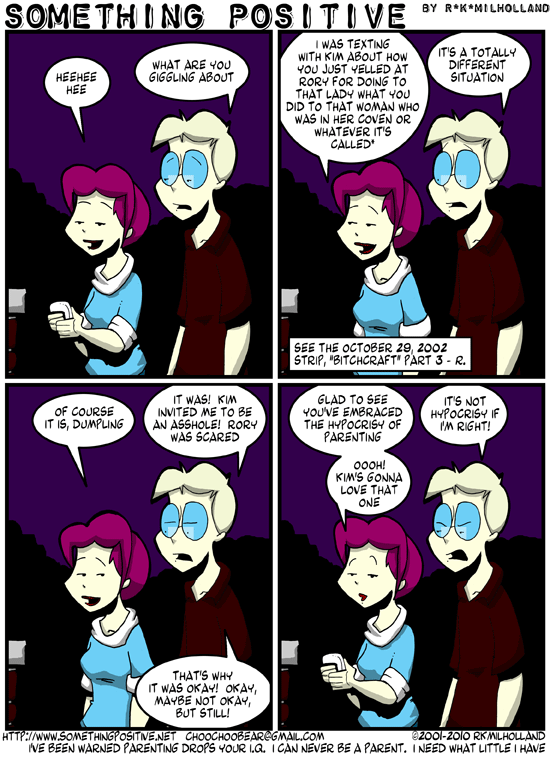 SOMETHING POSITIVE BY R*K*MILHOLLAND
HEEHEE
HEE
WHAT ARE YOU
GIGGLING ABOUT
I WAS TEXTING
WITH KIM ABOUT HOW
YOU JUST YELLED AT
RORY FOR DOING TO
THAT LADY WHAT YOU
DID TO THAT WOMAN WHO
WAS IN HER COVEN OR
WHATEVER IT'S
CALLED*
IT'S A TOTALLY
DIFFERENT
SITUATION
SEE THE OCTOBER 29, 2002
STRIP, "BITCHCRAFT" PART 3 - R.
OF COURSE
IT IS, DUMPLING
IT WAS! KIM
INVITED ME TO BE
AN ASSHOLE! RORY
WAS SCARED
THAT'S WHY
IT WAS OKAY! OKAY,
MAYBE NOT OKAY,
BUT STILL!
GLAD TO SEE
YOU'VE EMBRACED
THE HYPOCRISY OF
PARENTING
IT'S NOT
HYPOCRISY IF
I'M RIGHT!
OOOH!
KIM'S GONNA
LOVE THAT
ONE
HTTP://WWW.SOMETHINGPOSITIVE.NET CHOOCHOOBEAR@GMAIL.COM ©2001-2010 RKMILHOLLAND
I'VE BEEN WARNED PARENTING DROPS YOUR I.Q. I CAN NEVER BE A PARENT. I NEED WHAT LITTLE I HAVE